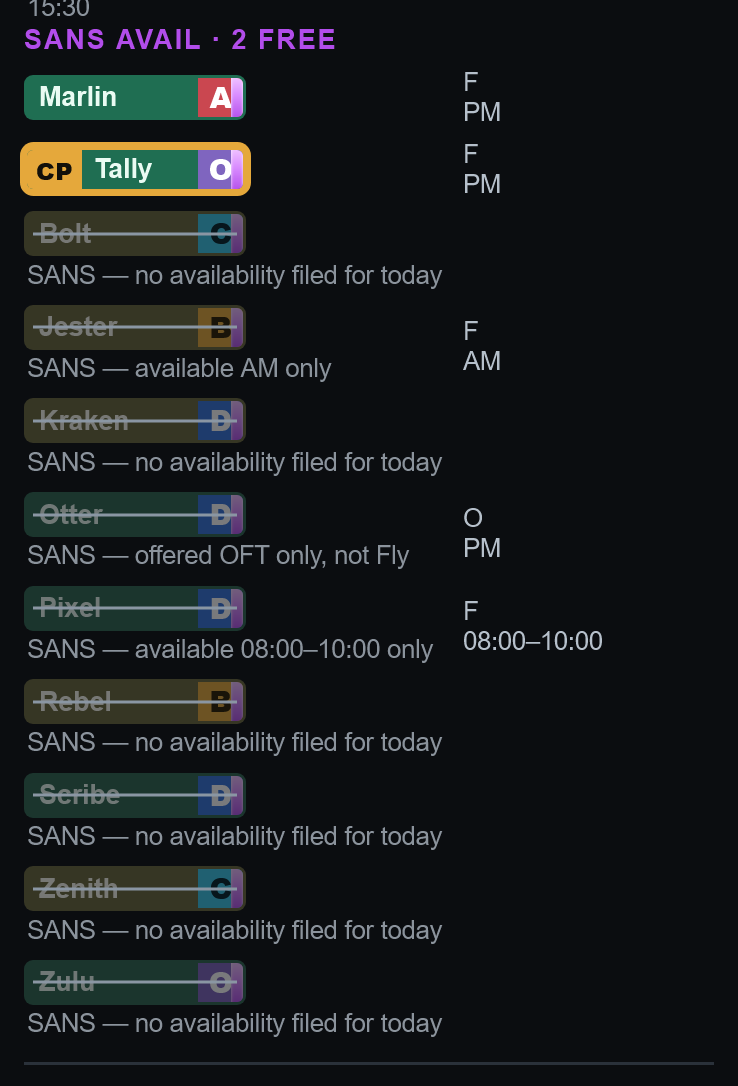 15:30
SANS AVAIL · 2 FREE
Marlin A F
PM
CP Tally O F
PM
Bolt C
SANS — no availability filed for today
Jester B F
SANS — available AM only AM
Kraken D
SANS — no availability filed for today
Otter D O
SANS — offered OFT only, not Fly PM
Pixel D F
SANS — available 08:00–10:00 only 08:00–10:00
Rebel B
SANS — no availability filed for today
Scribe D
SANS — no availability filed for today
Zenith C
SANS — no availability filed for today
Zulu O
SANS — no availability filed for today